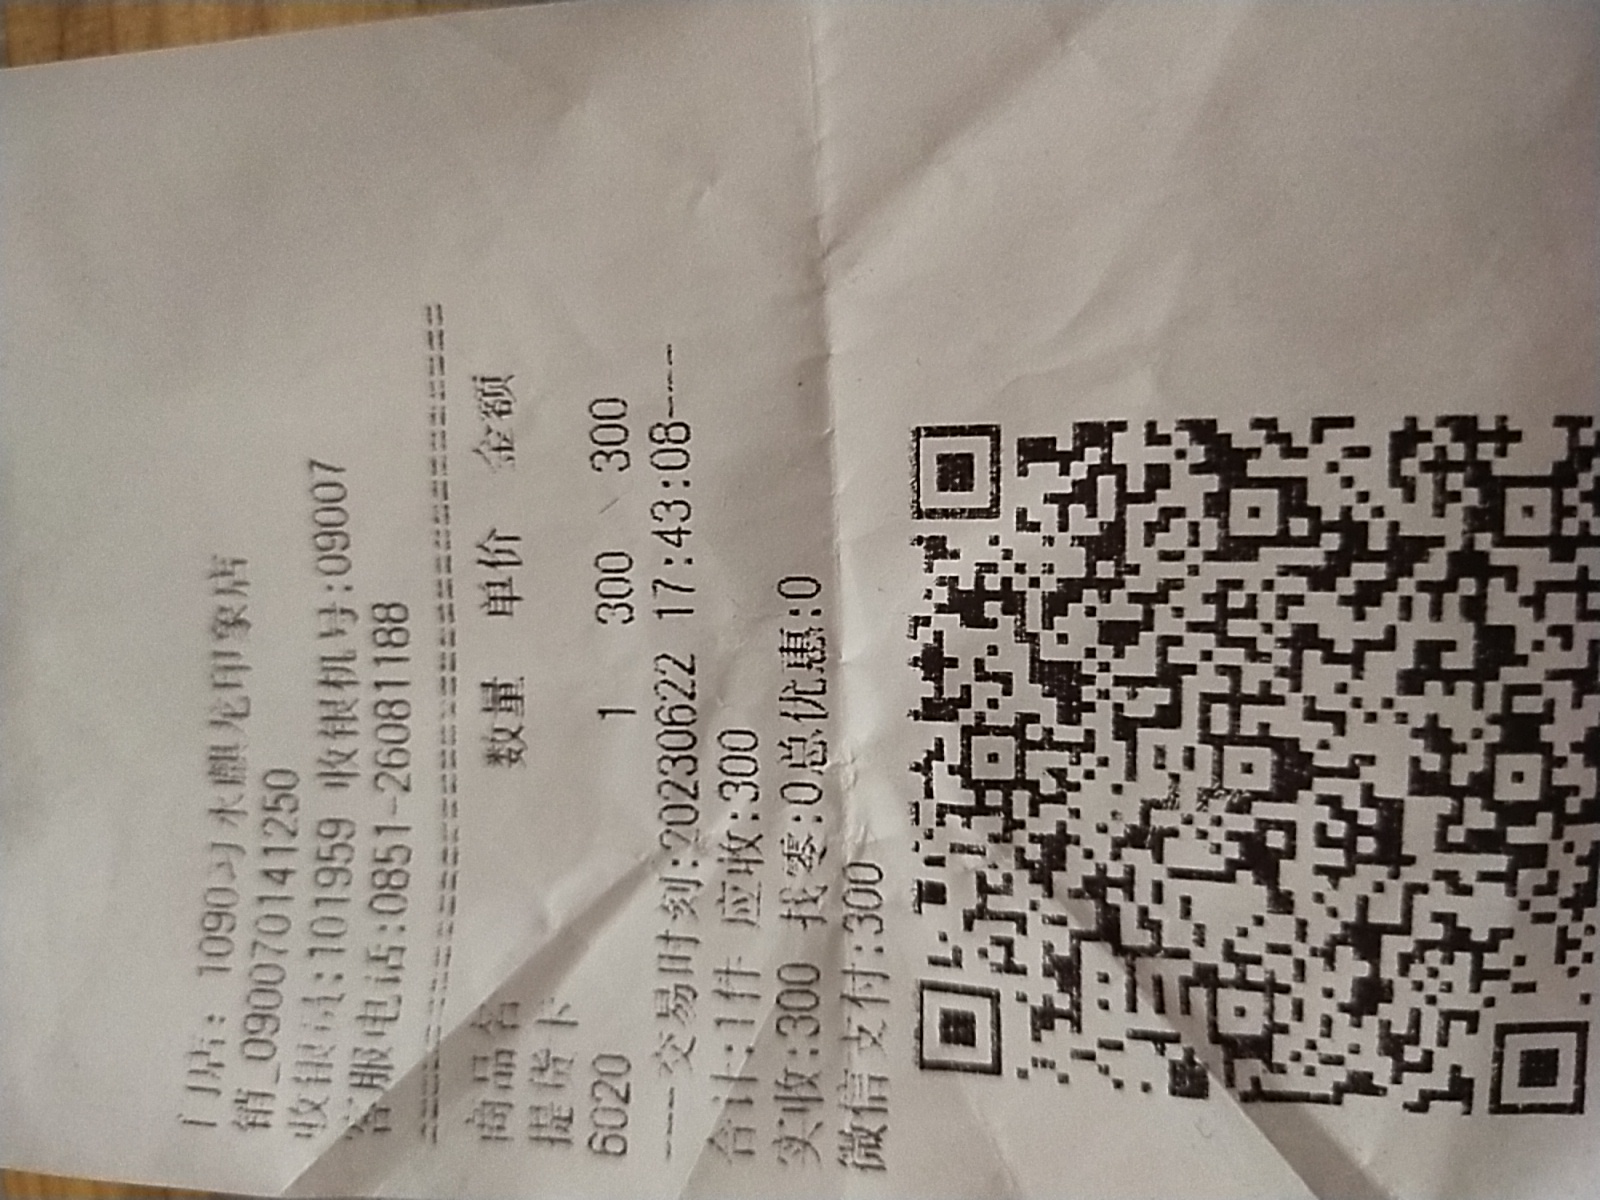 门店: 1090习水麒龙印象店
销_09007070141250
收银员:101959 收银机号:09007
客服电话:0851-26081188
================================
商品名 数量 单价 金额
提货卡
6020 1 300 300
----交易时刻:20230622 17:43:08----
合计:1件 应收:300
实收:300 找零:0总优惠:0
微信支付:300